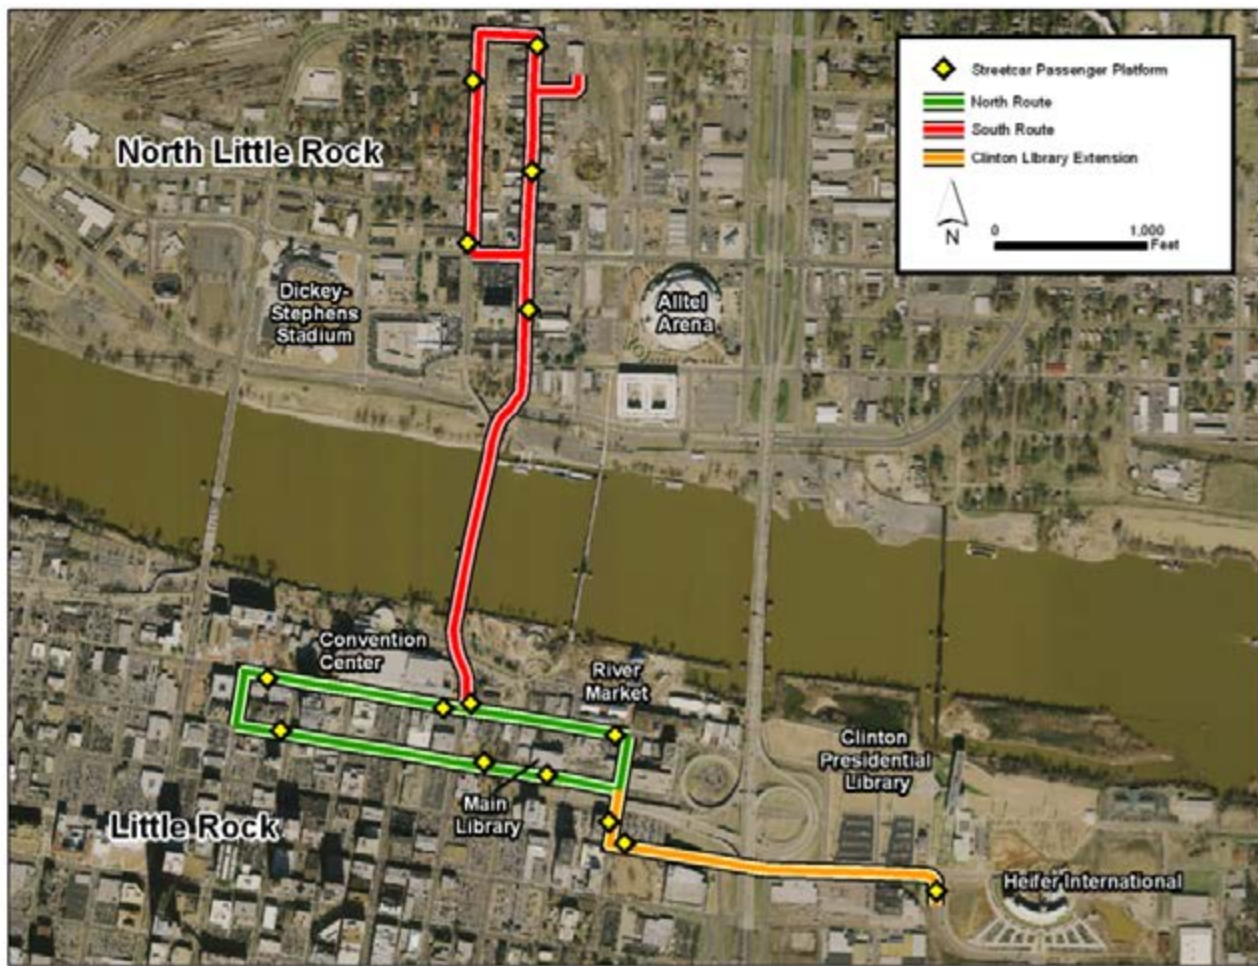 Streetcar Passenger Platform
North Route
South Route
Clinton Library Extension
N
0
1,000
Feet
North Little Rock
Dickey-
Stephens
Stadium
Alltel
Arena
Convention
Center
River
Market
Clinton
Presidential
Library
Main
Library
Little Rock
Heifer International